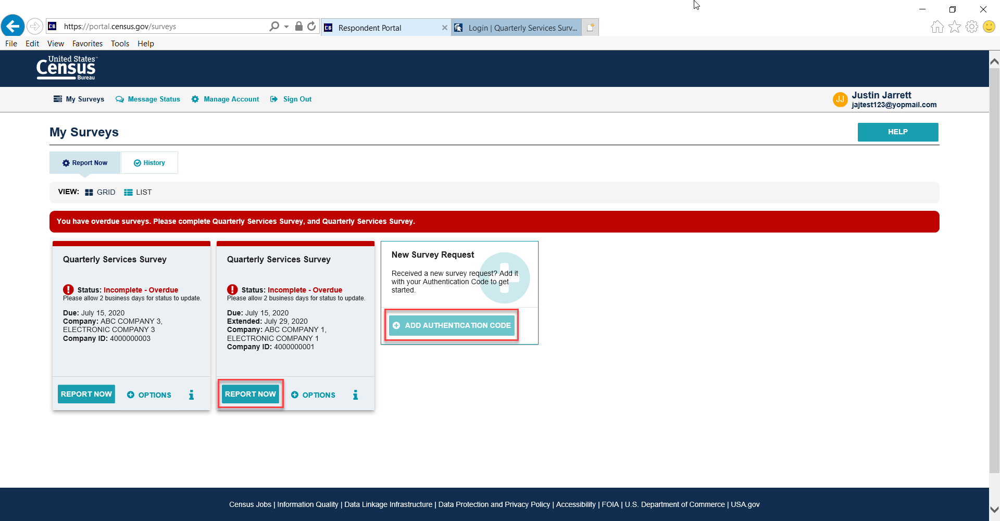 https://portal.census.gov/surveys
Respondent Portal
Login | Quarterly Services Surv...
File Edit View Favorites Tools Help
United States™
Census
Bureau
My Surveys Message Status Manage Account Sign Out
JJ
Justin Jarrett
jajtest123@yopmail.com
My Surveys
HELP
Report Now
History
VIEW: GRID LIST
You have overdue surveys. Please complete Quarterly Services Survey, and Quarterly Services Survey.
Quarterly Services Survey
Status: Incomplete - Overdue
Please allow 2 business days for status to update.
Due: July 15, 2020
Company: ABC COMPANY 3,
ELECTRONIC COMPANY 3
Company ID: 4000000003
REPORT NOW
OPTIONS
Quarterly Services Survey
Status: Incomplete - Overdue
Please allow 2 business days for status to update.
Due: July 15, 2020
Extended: July 29, 2020
Company: ABC COMPANY 1,
ELECTRONIC COMPANY 1
Company ID: 4000000001
REPORT NOW
OPTIONS
New Survey Request
Received a new survey request? Add it
with your Authentication Code to get
started.
ADD AUTHENTICATION CODE
Census Jobs | Information Quality | Data Linkage Infrastructure | Data Protection and Privacy Policy | Accessibility | FOIA | U.S. Department of Commerce | USA.gov